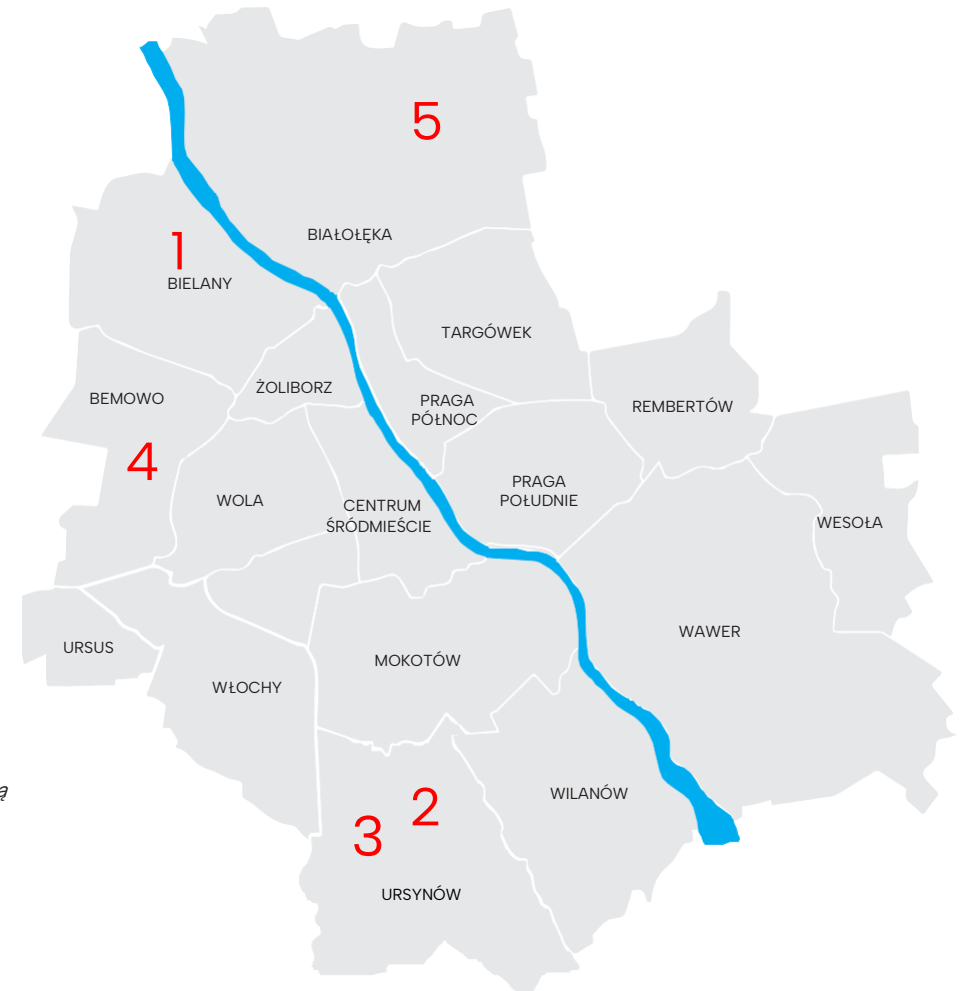 5
BIAŁOŁĘKA
1
BIELANY
TARGÓWEK
ŻOLIBORZ
BEMOWO
PRAGA
PÓŁNOC
REMBERTÓW
4
WOLA
PRAGA
POŁUDNIE
CENTRUM
ŚRÓDMIEŚCIE
WESOŁA
WAWER
URSUS
MOKOTÓW
WŁOCHY
ą
WILANÓW
2
3
URSYNÓW